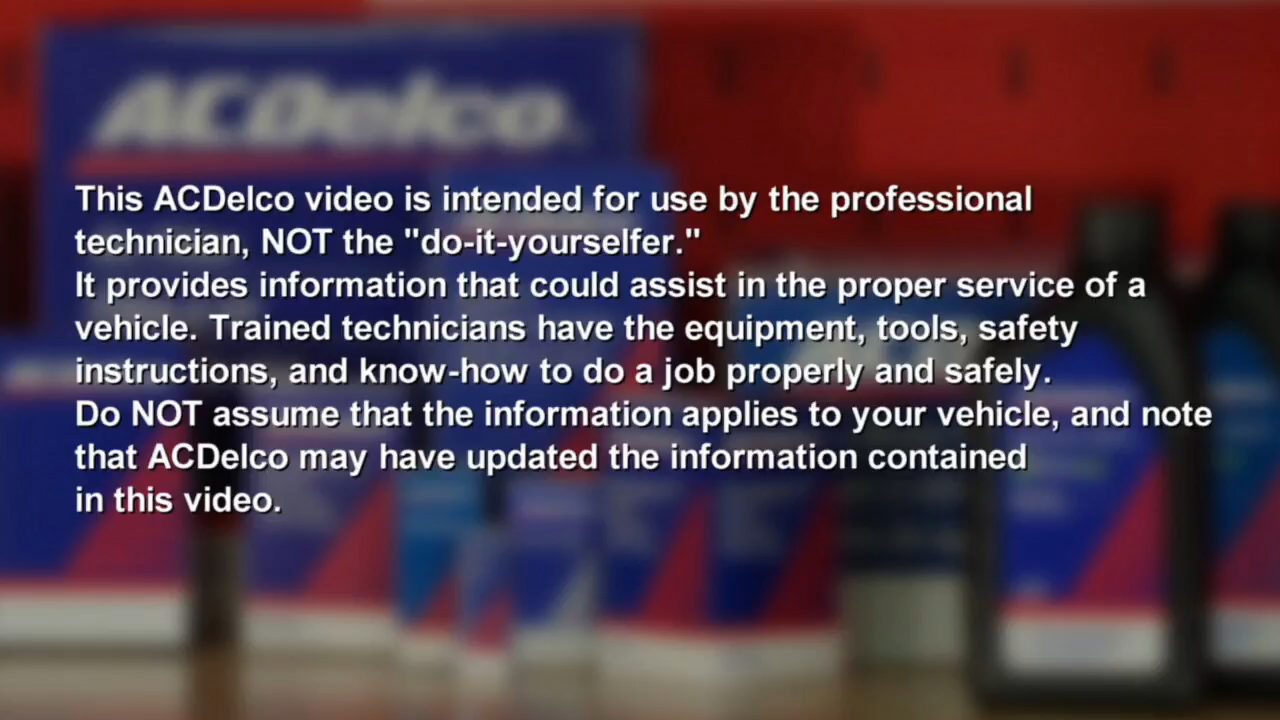 ACDelco
This ACDelco video is intended for use by the professional
technician, NOT the "do-it-yourselfer."
It provides information that could assist in the proper service of a
vehicle. Trained technicians have the equipment, tools, safety
instructions, and know-how to do a job properly and safely.
Do NOT assume that the information applies to your vehicle, and note
that ACDelco may have updated the information contained
in this video.